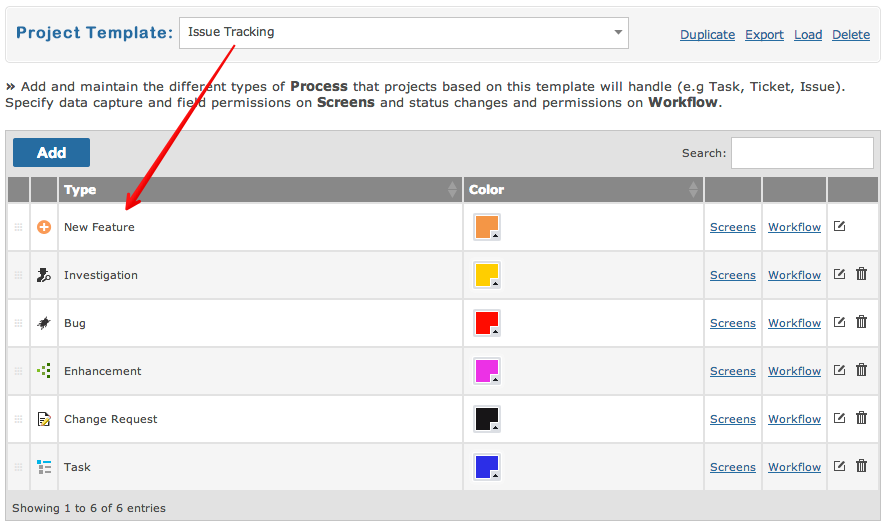 Project Template: Issue Tracking Duplicate Export Load Delete
» Add and maintain the different types of Process that projects based on this template will handle (e.g Task, Ticket, Issue).
Specify data capture and field permissions on Screens and status changes and permissions on Workflow.
Add Search:
Type Color
New Feature Screens Workflow
Investigation Screens Workflow
Bug Screens Workflow
Enhancement Screens Workflow
Change Request Screens Workflow
Task Screens Workflow
Showing 1 to 6 of 6 entries